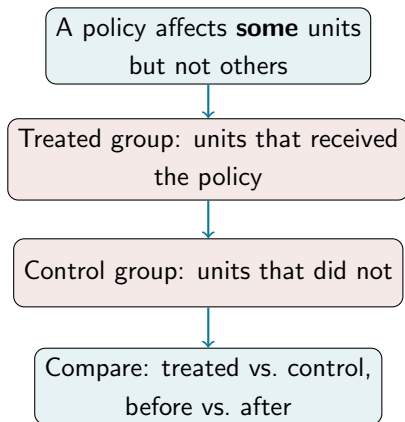 A policy affects some units
but not others
Treated group: units that received
the policy
Control group: units that did not
Compare: treated vs. control,
before vs. after